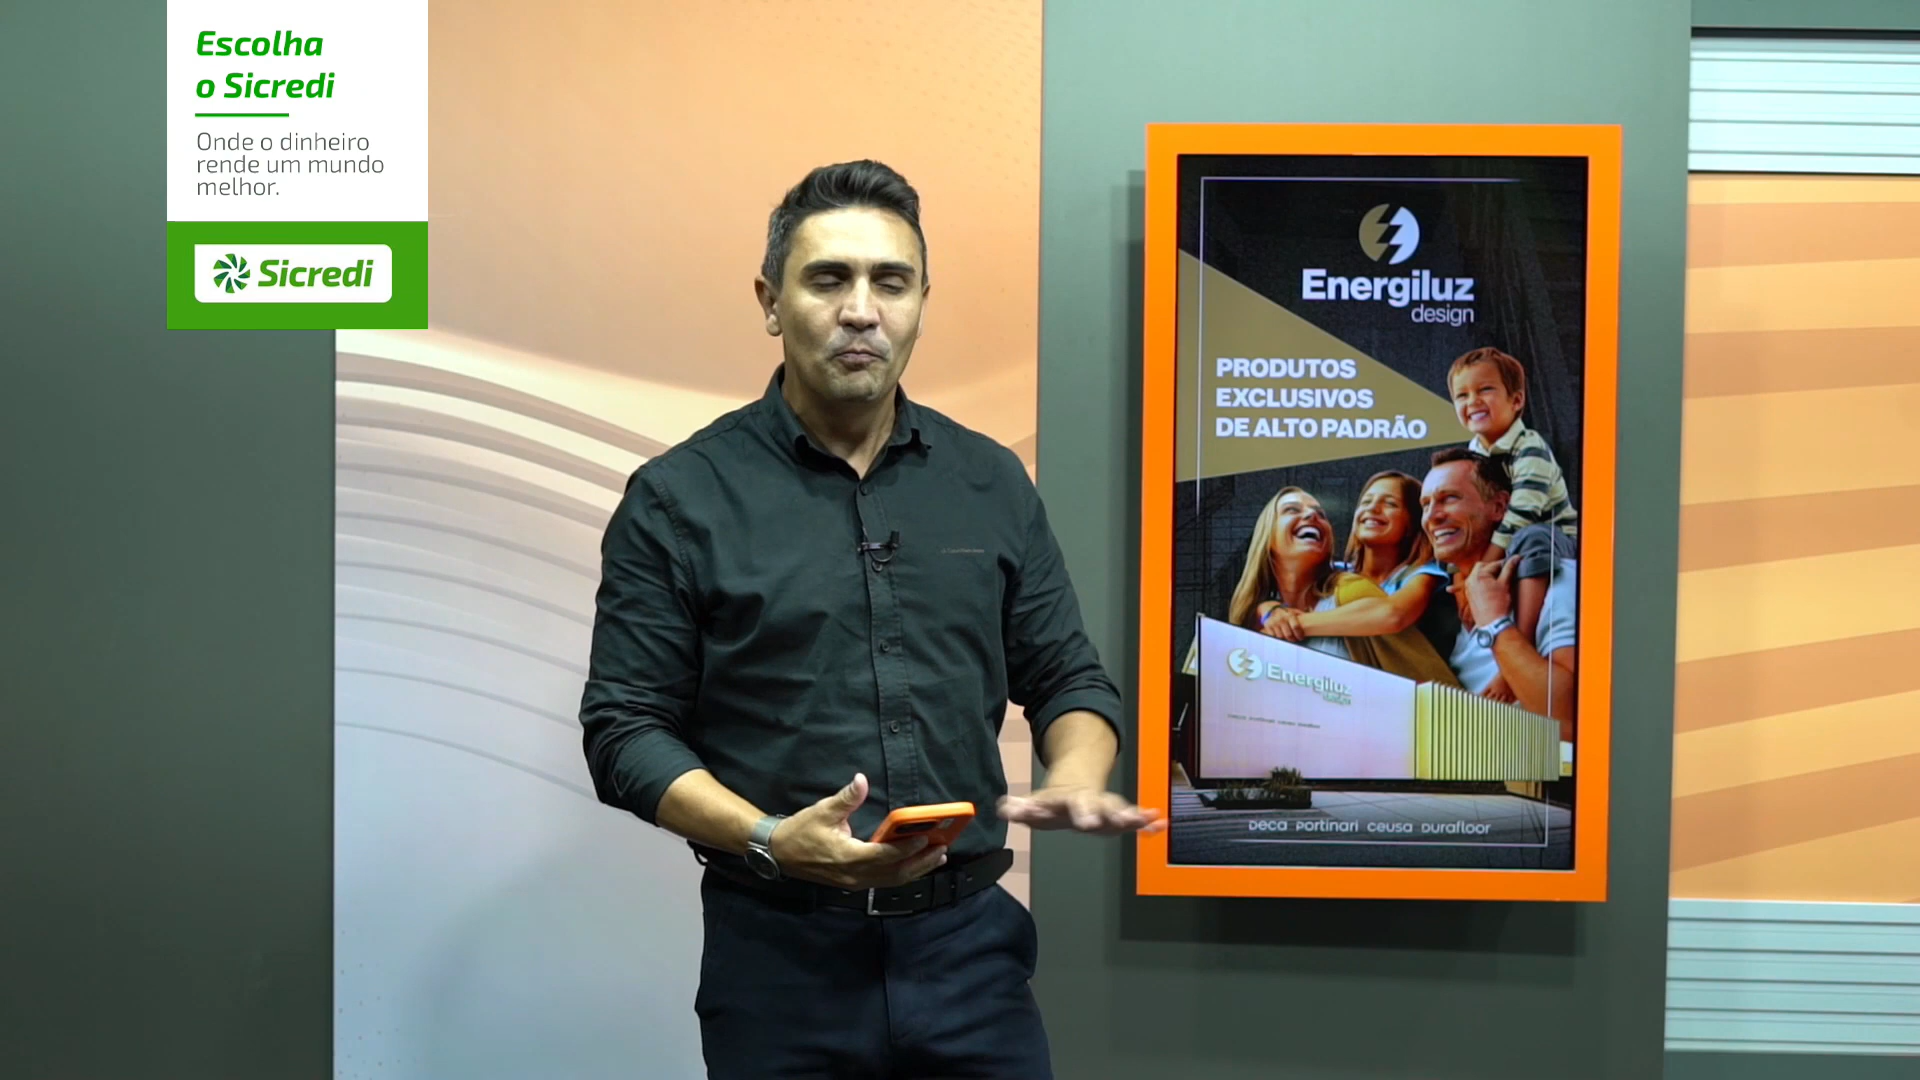 Escolha
o Sicredi
Onde o dinheiro
rende um mundo
melhor.
Sicredi
Energiluz
design
PRODUTOS
EXCLUSIVOS
DE ALTO PADRÃO
Energiluz
Deca Portinari Ceusa Durafloor